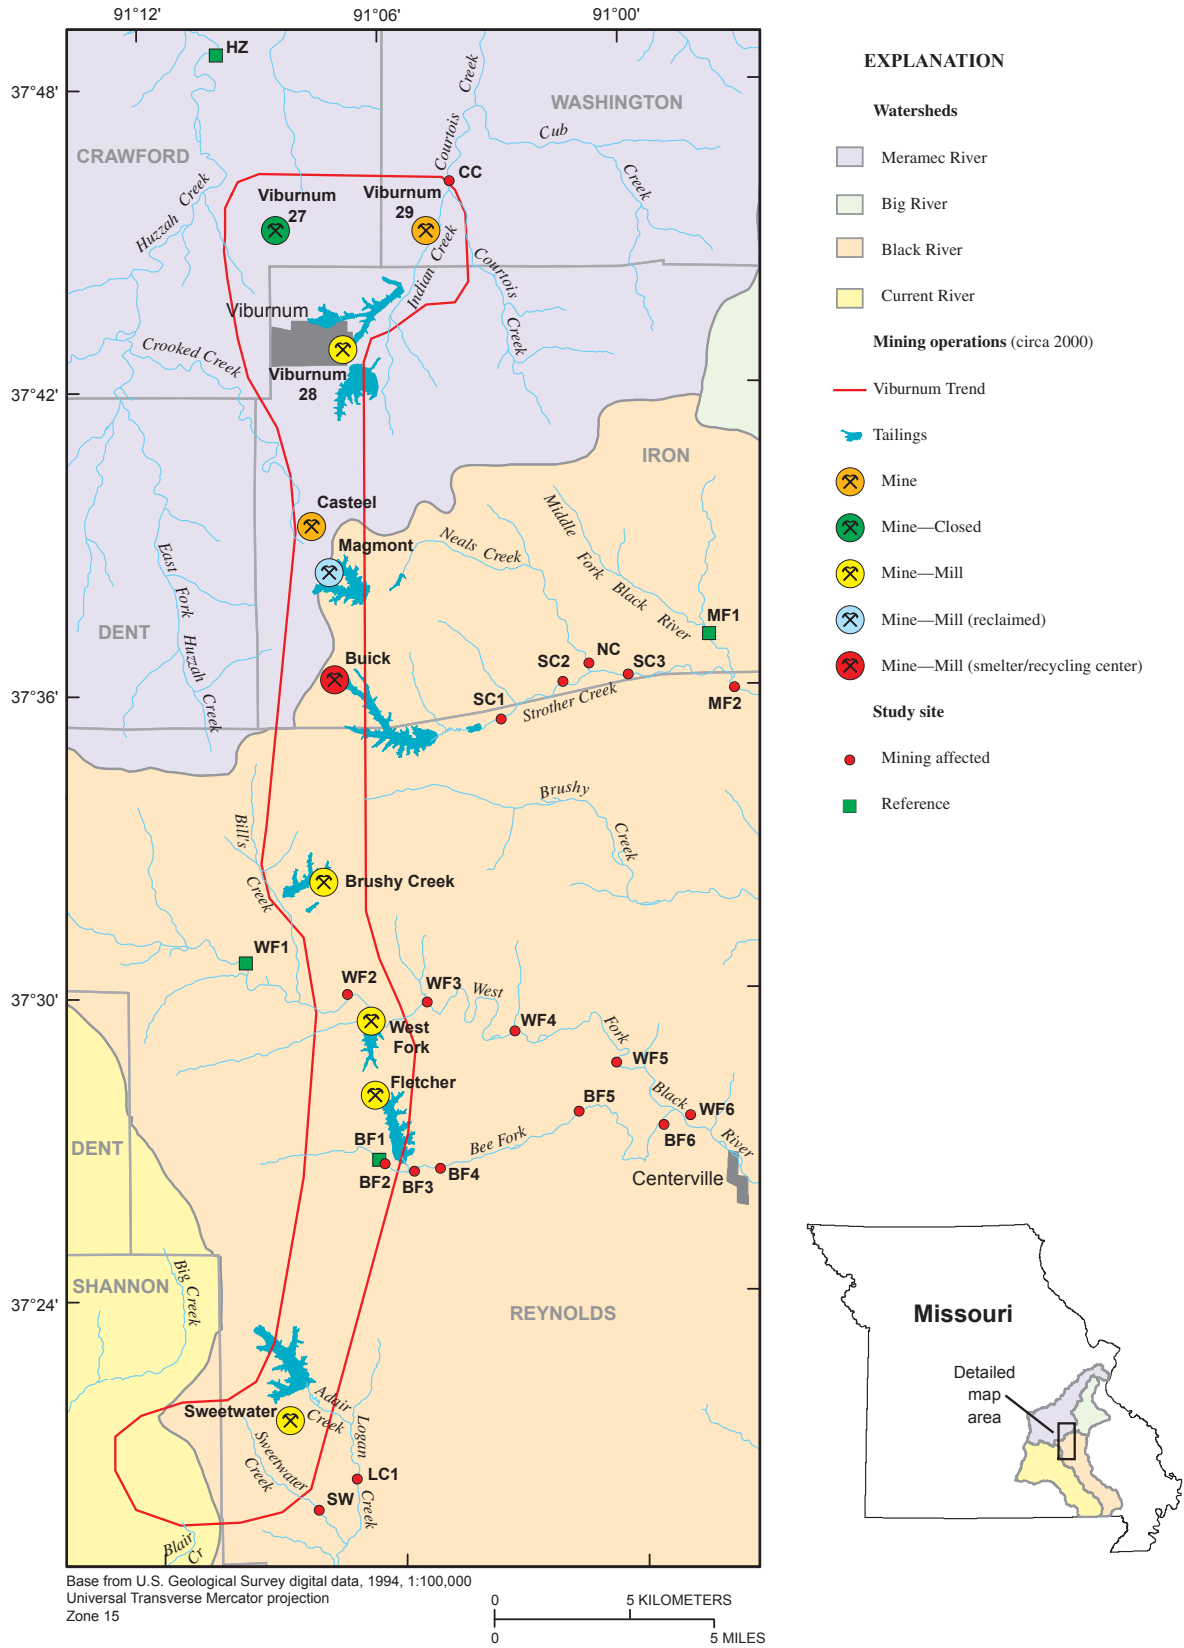 91°12'
91°06'
91°00'
HZ
37°48'
WASHINGTON
CRAWFORD
Courtois
Creek
Cub
Creek
CC
Huzzah Creek
Viburnum
27
Viburnum
29
Indian Creek
Courtois
Creek
Viburnum
Crooked Creek
Viburnum
28
37°42'
IRON
Casteel
Magmont
Neals Creek
Middle
Fork
Black
River
East
Fork
Huzzah
Creek
DENT
MF1
NC
SC2
SC3
Buick
SC1
Strother Creek
MF2
37°36'
Brushy
Creek
Bill's
Creek
Brushy Creek
WF1
WF2
WF3
West
37°30'
WF4
Fork
West
Fork
WF5
Fletcher
BF5
Black
WF6
River
BF1
Bee Fork
BF6
BF2
BF3
BF4
DENT
Centerville
Big Creek
SHANNON
37°24'
REYNOLDS
Adair
Creek
Sweetwater
Logan
Creek
Sweetwater
Creek
LC1
SW
Blair
Cr
Base from U.S. Geological Survey digital data, 1994, 1:100,000
Universal Transverse Mercator projection
Zone 15
0
5 KILOMETERS
0
5 MILES
EXPLANATION
Watersheds
Meramec River
Big River
Black River
Current River
Mining operations (circa 2000)
Viburnum Trend
Tailings
Mine
Mine—Closed
Mine—Mill
Mine—Mill (reclaimed)
Mine—Mill (smelter/recycling center)
Study site
Mining affected
Reference
Missouri
Detailed
map
area